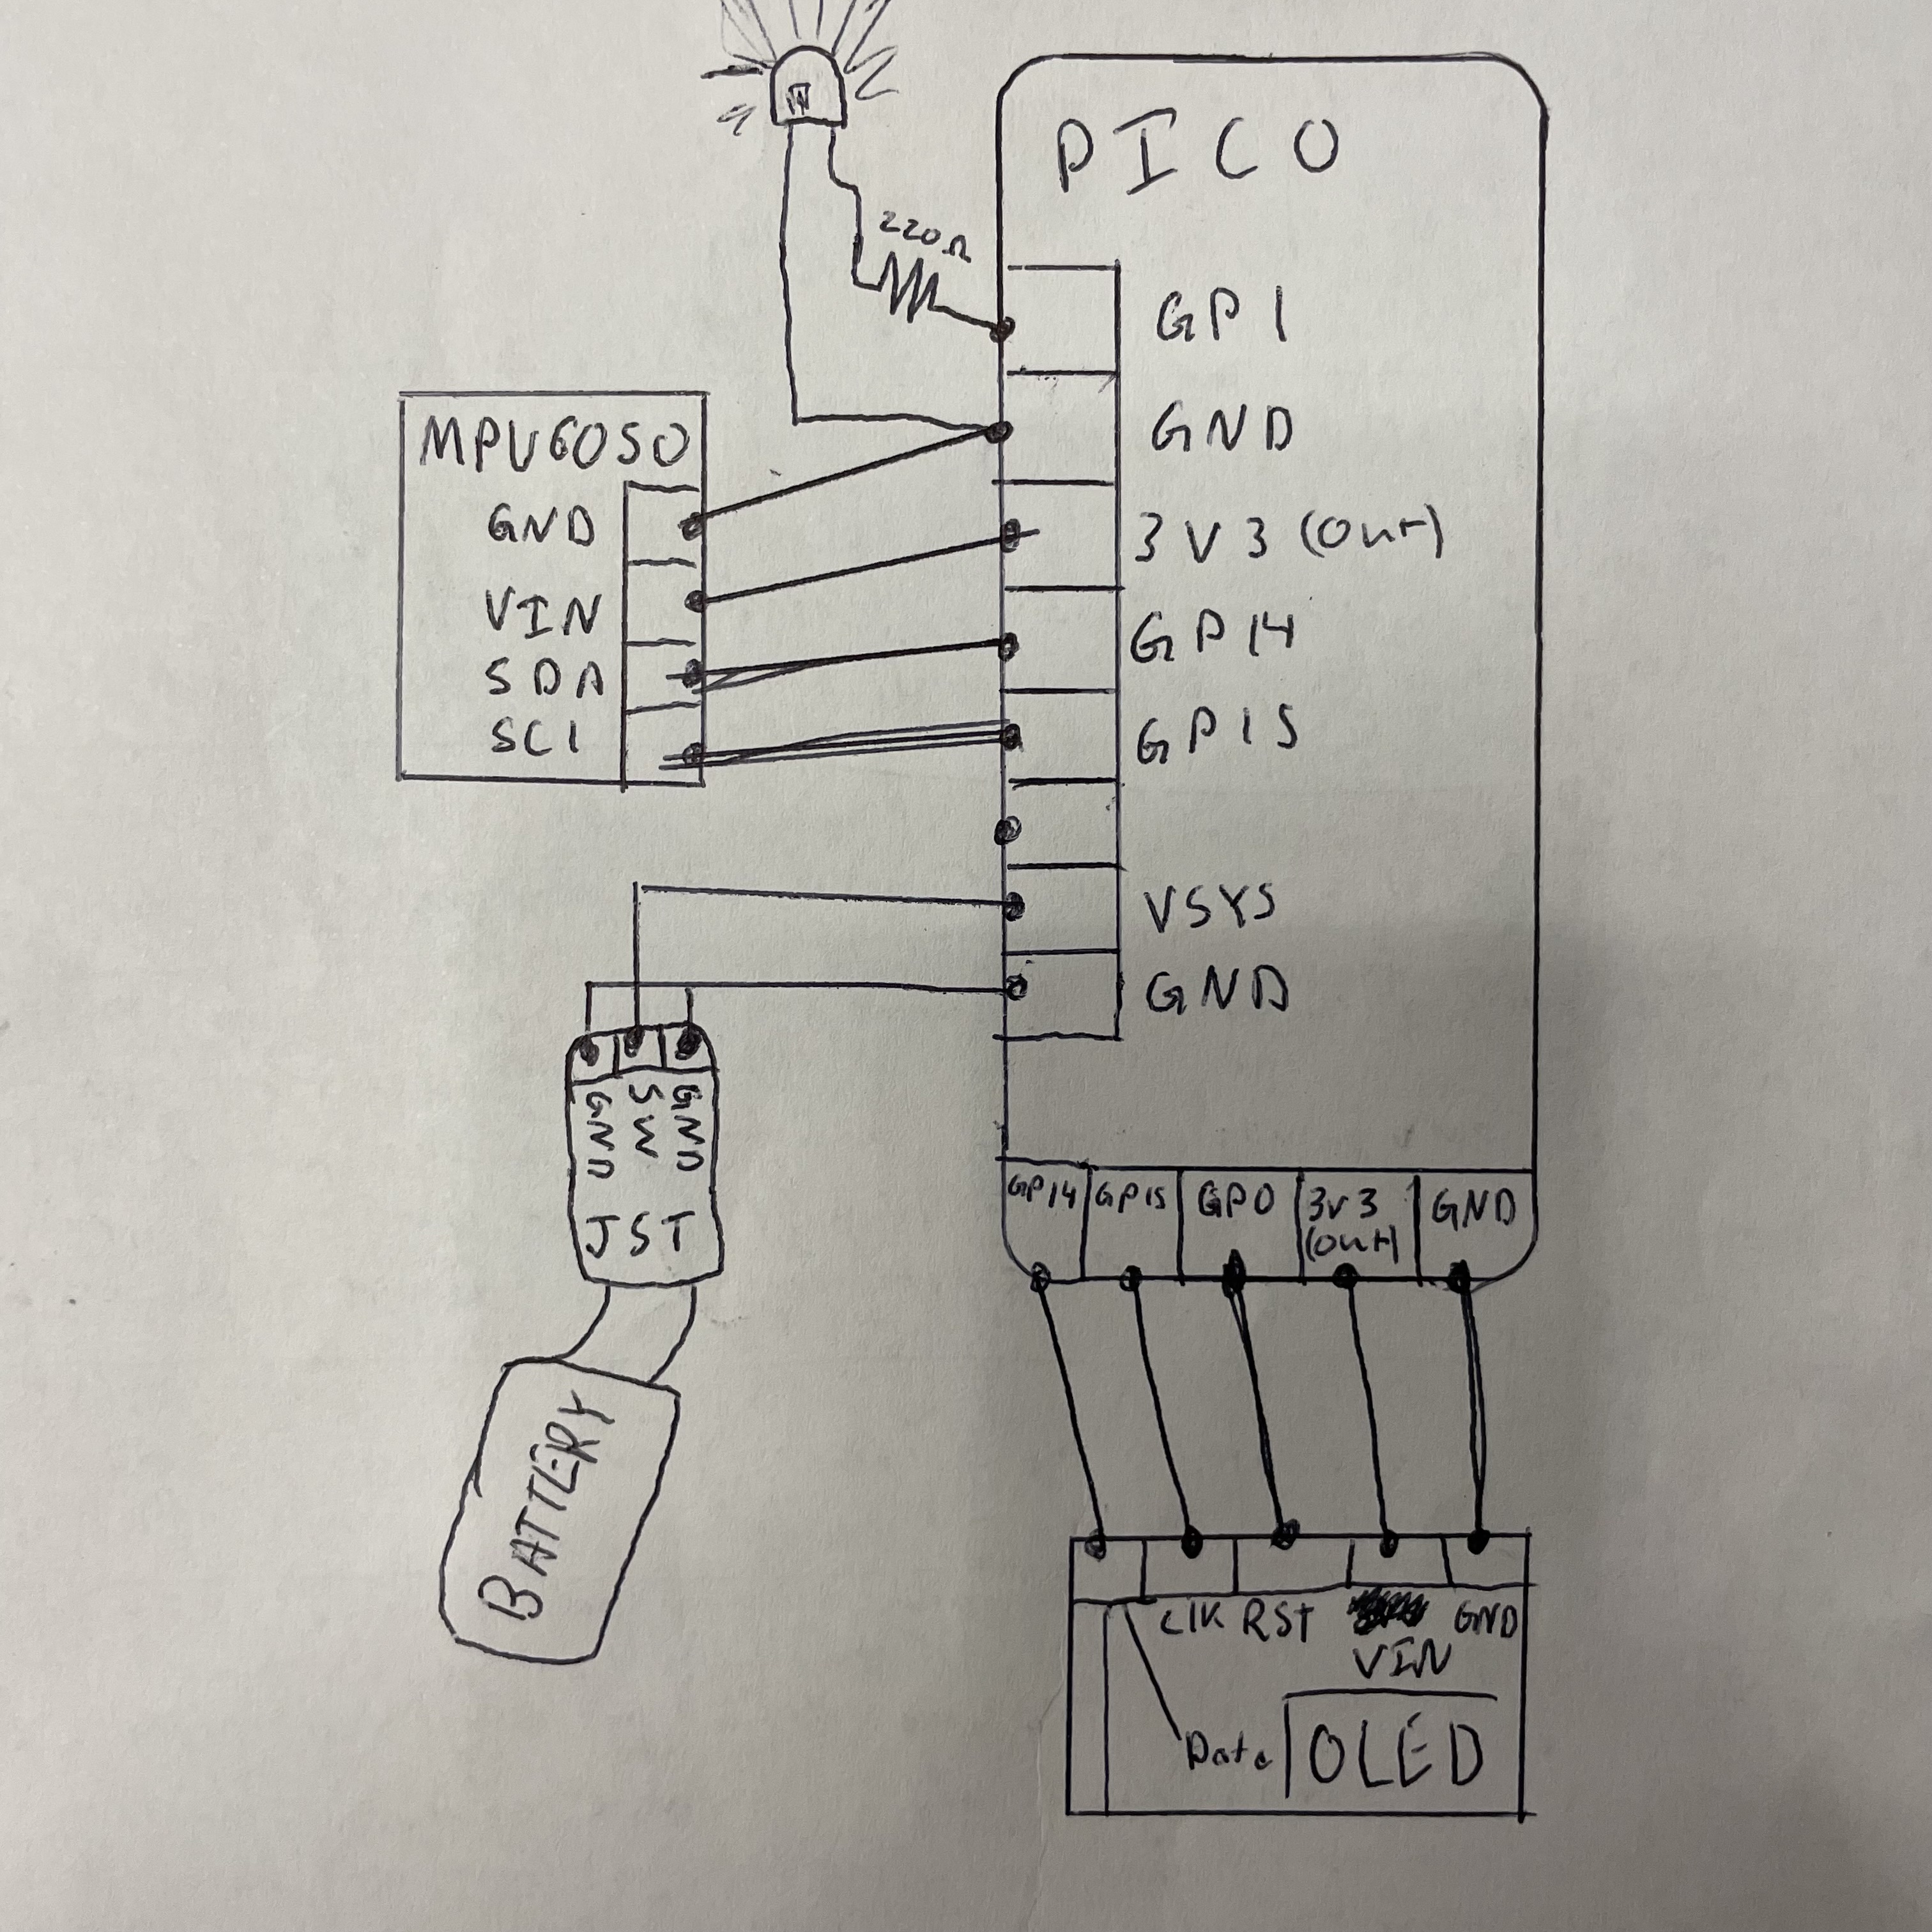 PICO
220Ω
GP1
GND
3V3 (Out)
GP14
GP15
VSYS
GND
MPU6050
GND
VIN
SDA
SCl
GND
SW
GND
JST
BATTERY
GP14
GP15
GP0
3v3
(out)
GND
ClK
RST
VIN
GND
Data
OLED